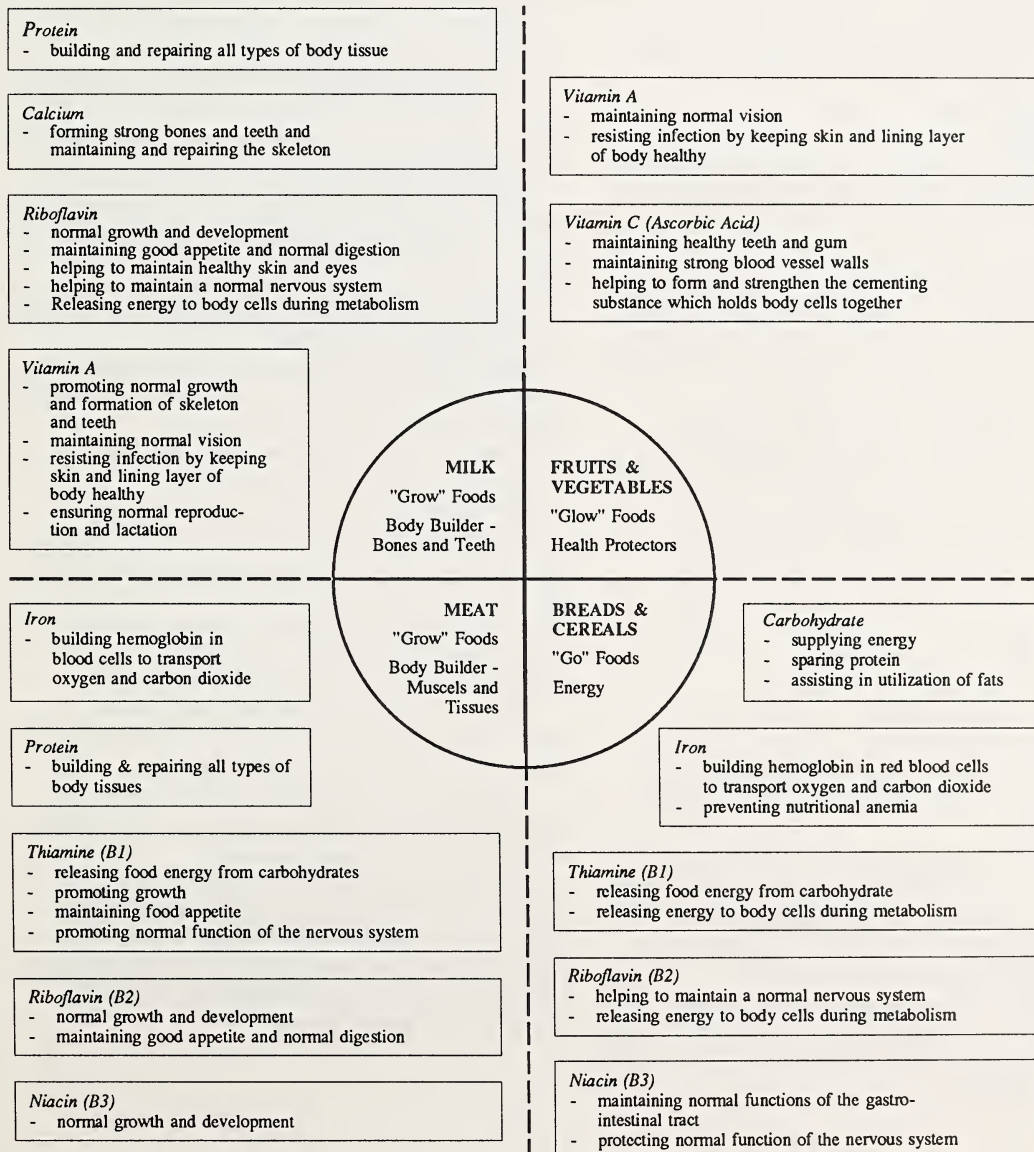 Protein
- building and repairing all types of body tissue
Calcium
- forming strong bones and teeth and
maintaining and repairing the skeleton
Riboflavin
- normal growth and development
- maintaining good appetite and normal digestion
- helping to maintain healthy skin and eyes
- helping to maintain a normal nervous system
- Releasing energy to body cells during metabolism
Vitamin A
- promoting normal growth
and formation of skeleton
and teeth
- maintaining normal vision
- resisting infection by keeping
skin and lining layer of
body healthy
- ensuring normal reproduc-
tion and lactation
Vitamin A
- maintaining normal vision
- resisting infection by keeping skin and lining layer
of body healthy
Vitamin C (Ascorbic Acid)
- maintaining healthy teeth and gum
- maintaining strong blood vessel walls
- helping to form and strengthen the cementing
substance which holds body cells together
MILK
"Grow" Foods
Body Builder -
Bones and Teeth
FRUITS &
VEGETABLES
"Glow" Foods
Health Protectors
MEAT
"Grow" Foods
Body Builder -
Muscels and
Tissues
BREADS &
CEREALS
"Go" Foods
Energy
Iron
- building hemoglobin in
blood cells to transport
oxygen and carbon dioxide
Protein
- building & repairing all types of
body tissues
Thiamine (B1)
- releasing food energy from carbohydrates
- promoting growth
- maintaining food appetite
- promoting normal function of the nervous system
Riboflavin (B2)
- normal growth and development
- maintaining good appetite and normal digestion
Niacin (B3)
- normal growth and development
Carbohydrate
- supplying energy
- sparing protein
- assisting in utilization of fats
Iron
- building hemoglobin in red blood cells
to transport oxygen and carbon dioxide
- preventing nutritional anemia
Thiamine (B1)
- releasing food energy from carbohydrate
- releasing energy to body cells during metabolism
Riboflavin (B2)
- helping to maintain a normal nervous system
- releasing energy to body cells during metabolism
Niacin (B3)
- maintaining normal functions of the gastro-
intestinal tract
- protecting normal function of the nervous system